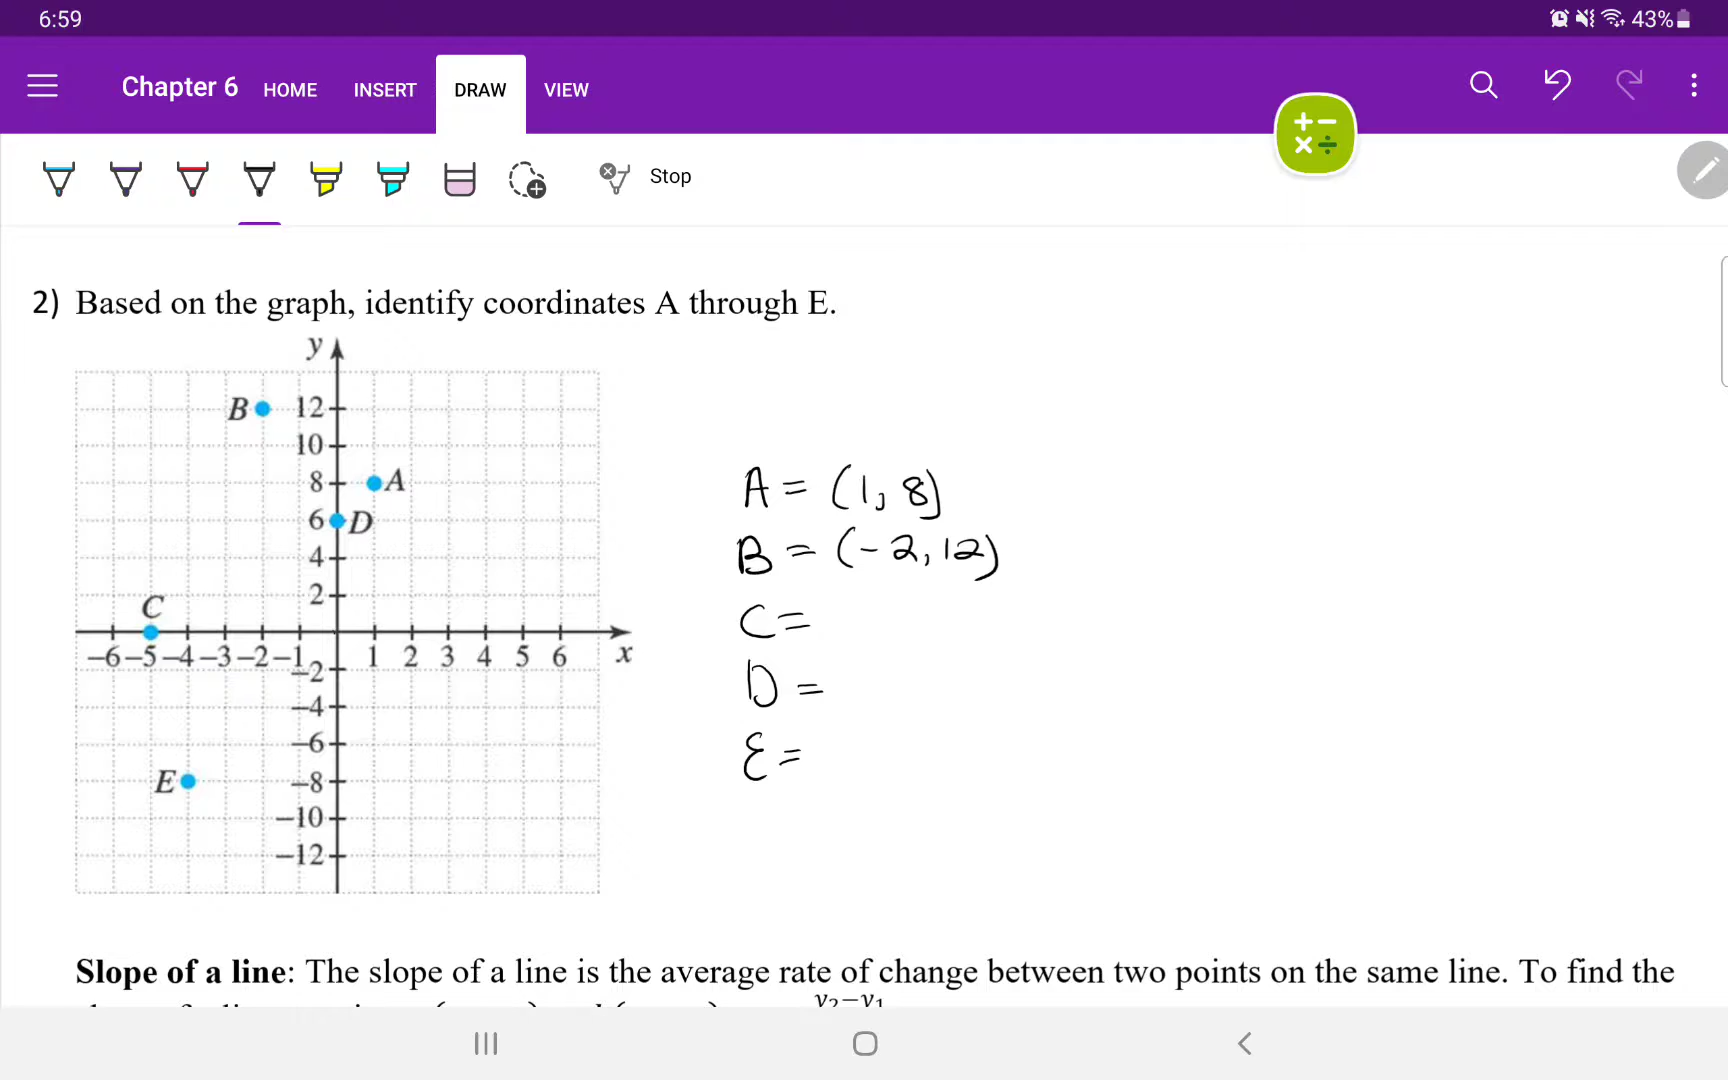 6:59
43%
Chapter 6 HOME INSERT DRAW VIEW
+− ×÷
Stop
2) Based on the graph, identify coordinates A through E.
y
B 12
10
8 A
6 D
4
2
C
−6 −5 −4 −3 −2 −1 1 2 3 4 5 6 x
−2
−4
−6
E −8
−10
−12
A = (1, 8)
B = (-2, 12)
C =
D =
E =
Slope of a line: The slope of a line is the average rate of change between two points on the same line. To find the
y₂−y₁